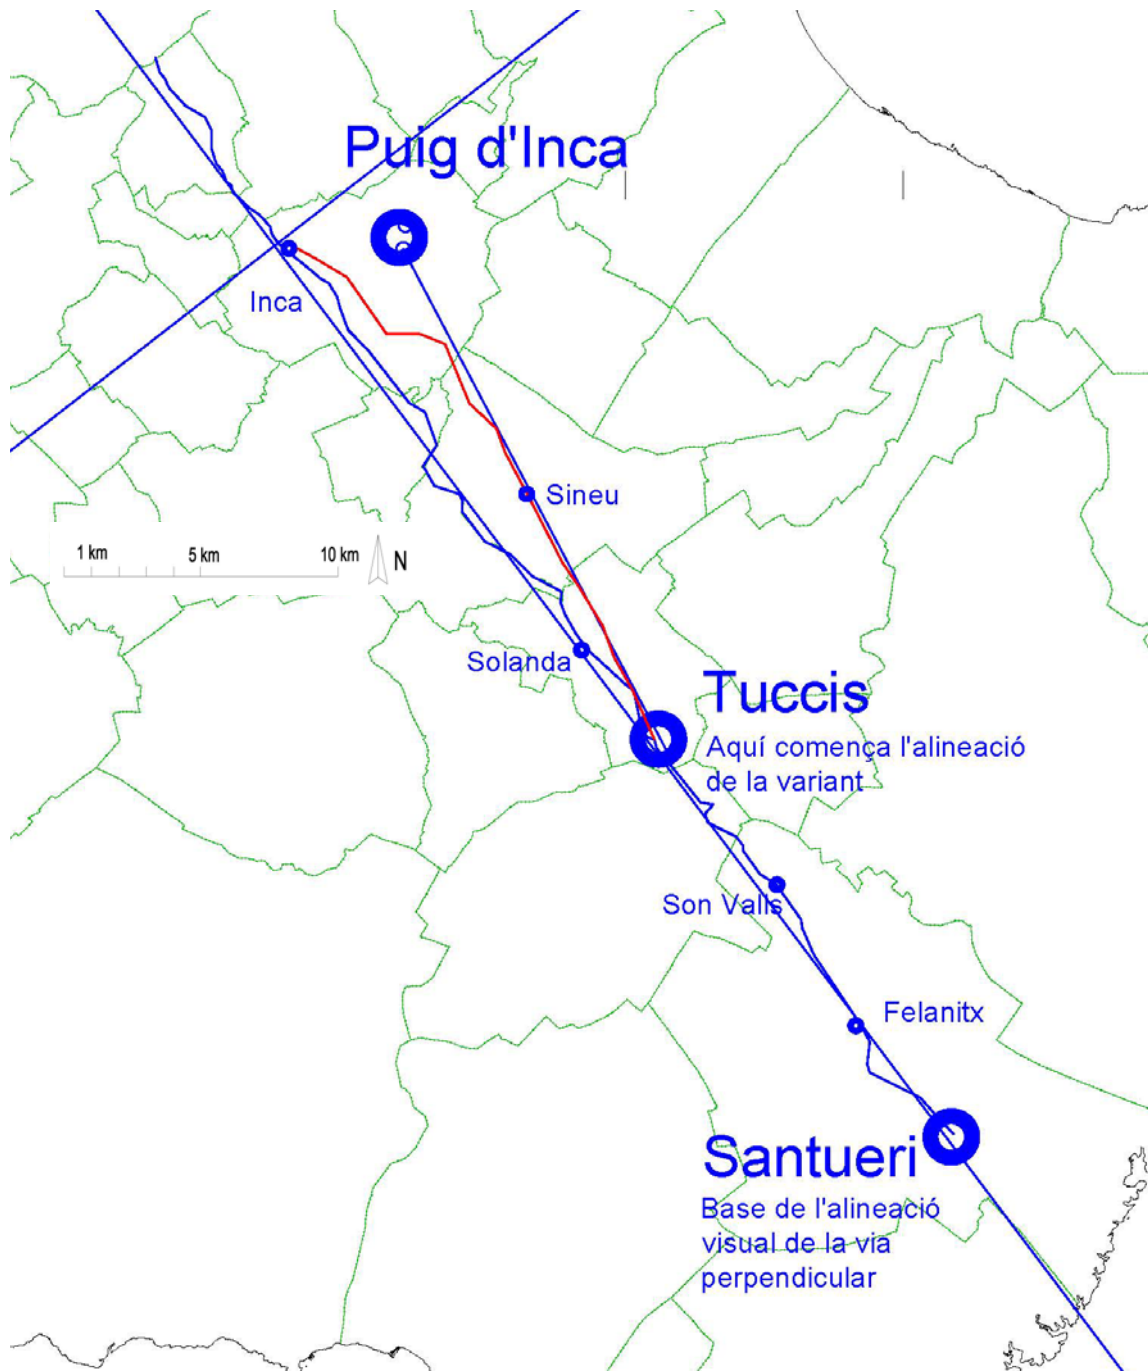 Puig d'Inca
Inca
Sineu
1 km 5 km 10 km N
Solanda
Tuccis
Aquí comença l'alineació
de la variant
Son Valls
Felanitx
Santueri
Base de l'alineació
visual de la via
perpendicular